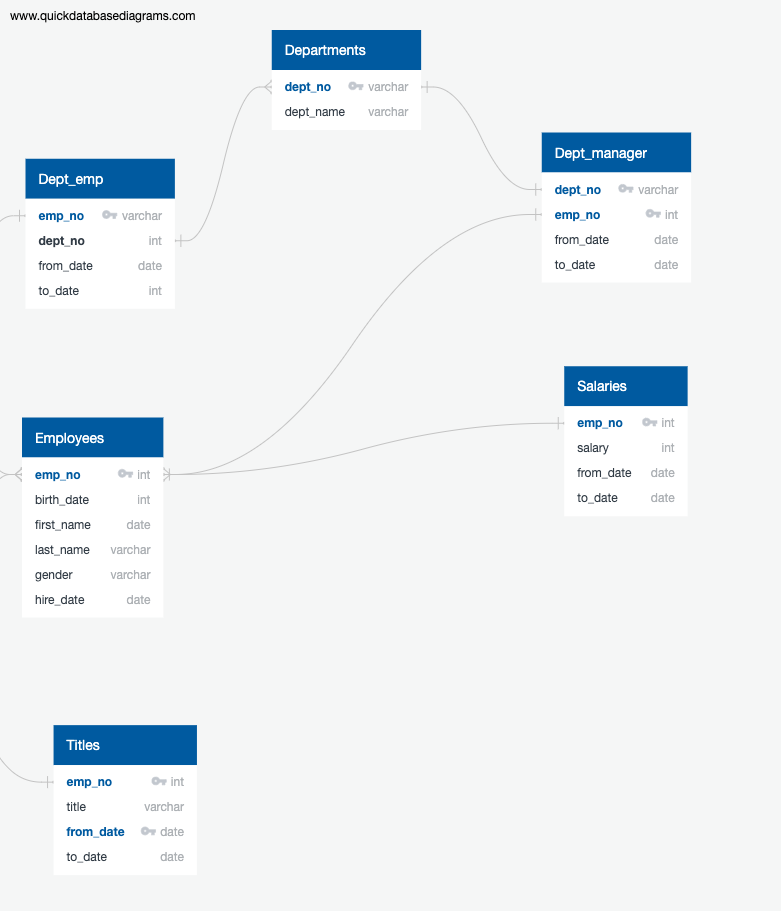 www.quickdatabasediagrams.com
Departments
dept_no varchar
dept_name varchar
Dept_manager
dept_no varchar
emp_no int
from_date date
to_date date
Dept_emp
emp_no varchar
dept_no int
from_date date
to_date int
Salaries
emp_no int
salary int
from_date date
to_date date
Employees
emp_no int
birth_date int
first_name date
last_name varchar
gender varchar
hire_date date
Titles
emp_no int
title varchar
from_date date
to_date date